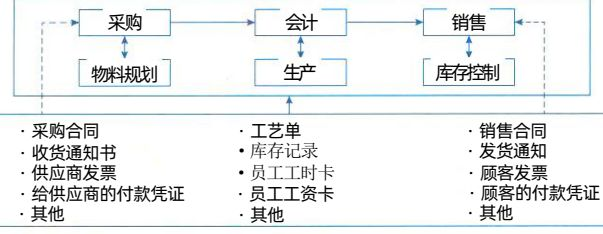 采购
会计
销售
物料规划
生产
库存控制
· 采购合同
· 收货通知书
· 供应商发票
· 给供应商的付款凭证
· 其他
· 工艺单
• 库存记录
• 员工工时卡
· 员工工资卡
· 其他
· 销售合同
· 发货通知
· 顾客发票
· 顾客的付款凭证
· 其他